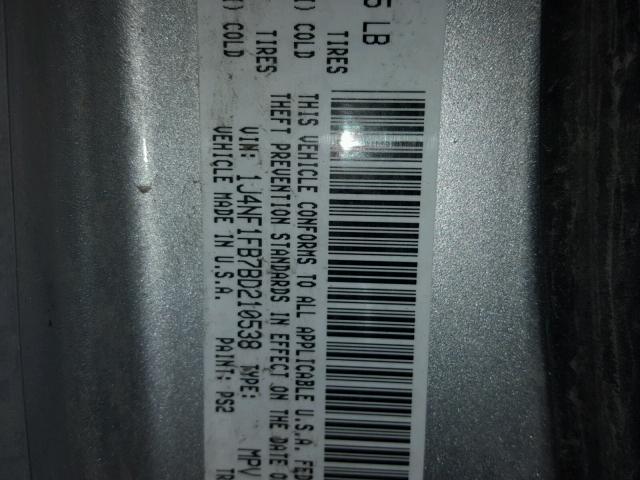 5 LB
TIRES
) COLD
TIRES
) COLD
THIS VEHICLE CONFORMS TO ALL APPLICABLE U.S.A. FED
THEFT PREVENTION STANDARDS IN EFFECT ON THE DATE O
VIN: 1J4NF1FB7BD210538 TYPE: MPV
VEHICLE MADE IN U.S.A. PAINT: PS2 TR